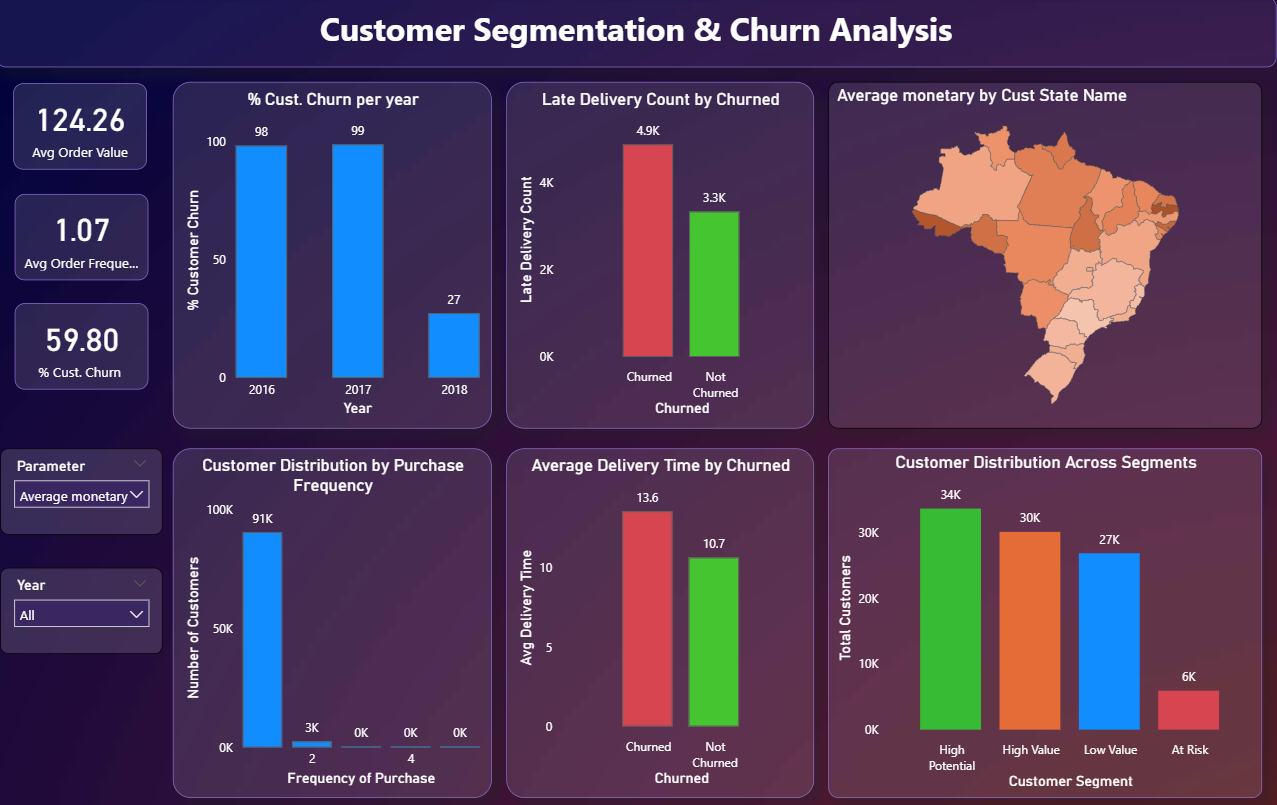 Customer Segmentation & Churn Analysis
124.26
Avg Order Value
1.07
Avg Order Freque...
59.80
% Cust. Churn
Parameter
Average monetary
Year
All
% Cust. Churn per year
% Customer Churn
100
50
0
98
99
27
2016
2017
2018
Year
Late Delivery Count by Churned
Late Delivery Count
4K
2K
0K
4.9K
3.3K
Churned
Not
Churned
Churned
Average monetary by Cust State Name
Customer Distribution by Purchase
Frequency
Number of Customers
100K
50K
0K
91K
3K
0K
0K
0K
2
4
Frequency of Purchase
Average Delivery Time by Churned
Avg Delivery Time
10
5
0
13.6
10.7
Churned
Not
Churned
Churned
Customer Distribution Across Segments
Total Customers
30K
20K
10K
0K
34K
30K
27K
6K
High
Potential
High Value
Low Value
At Risk
Customer Segment